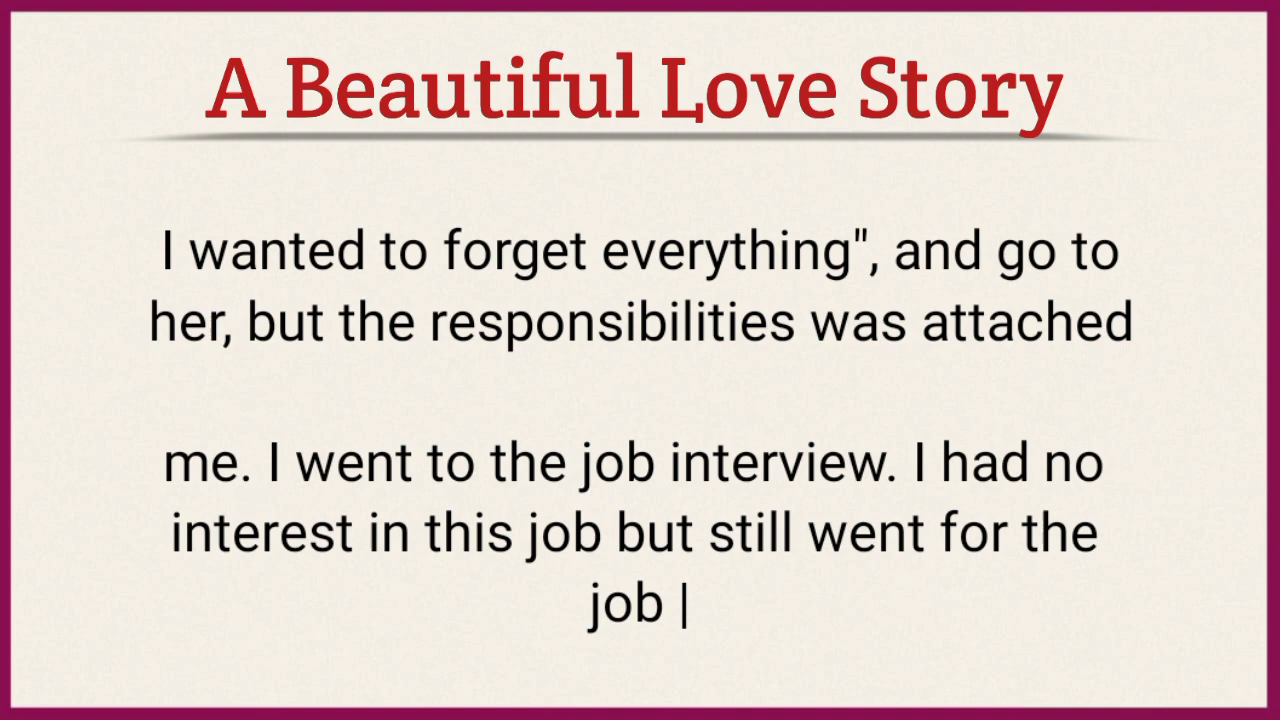 A Beautiful Love Story
I wanted to forget everything", and go to
her, but the responsibilities was attached
me. I went to the job interview. I had no
interest in this job but still went for the
job |